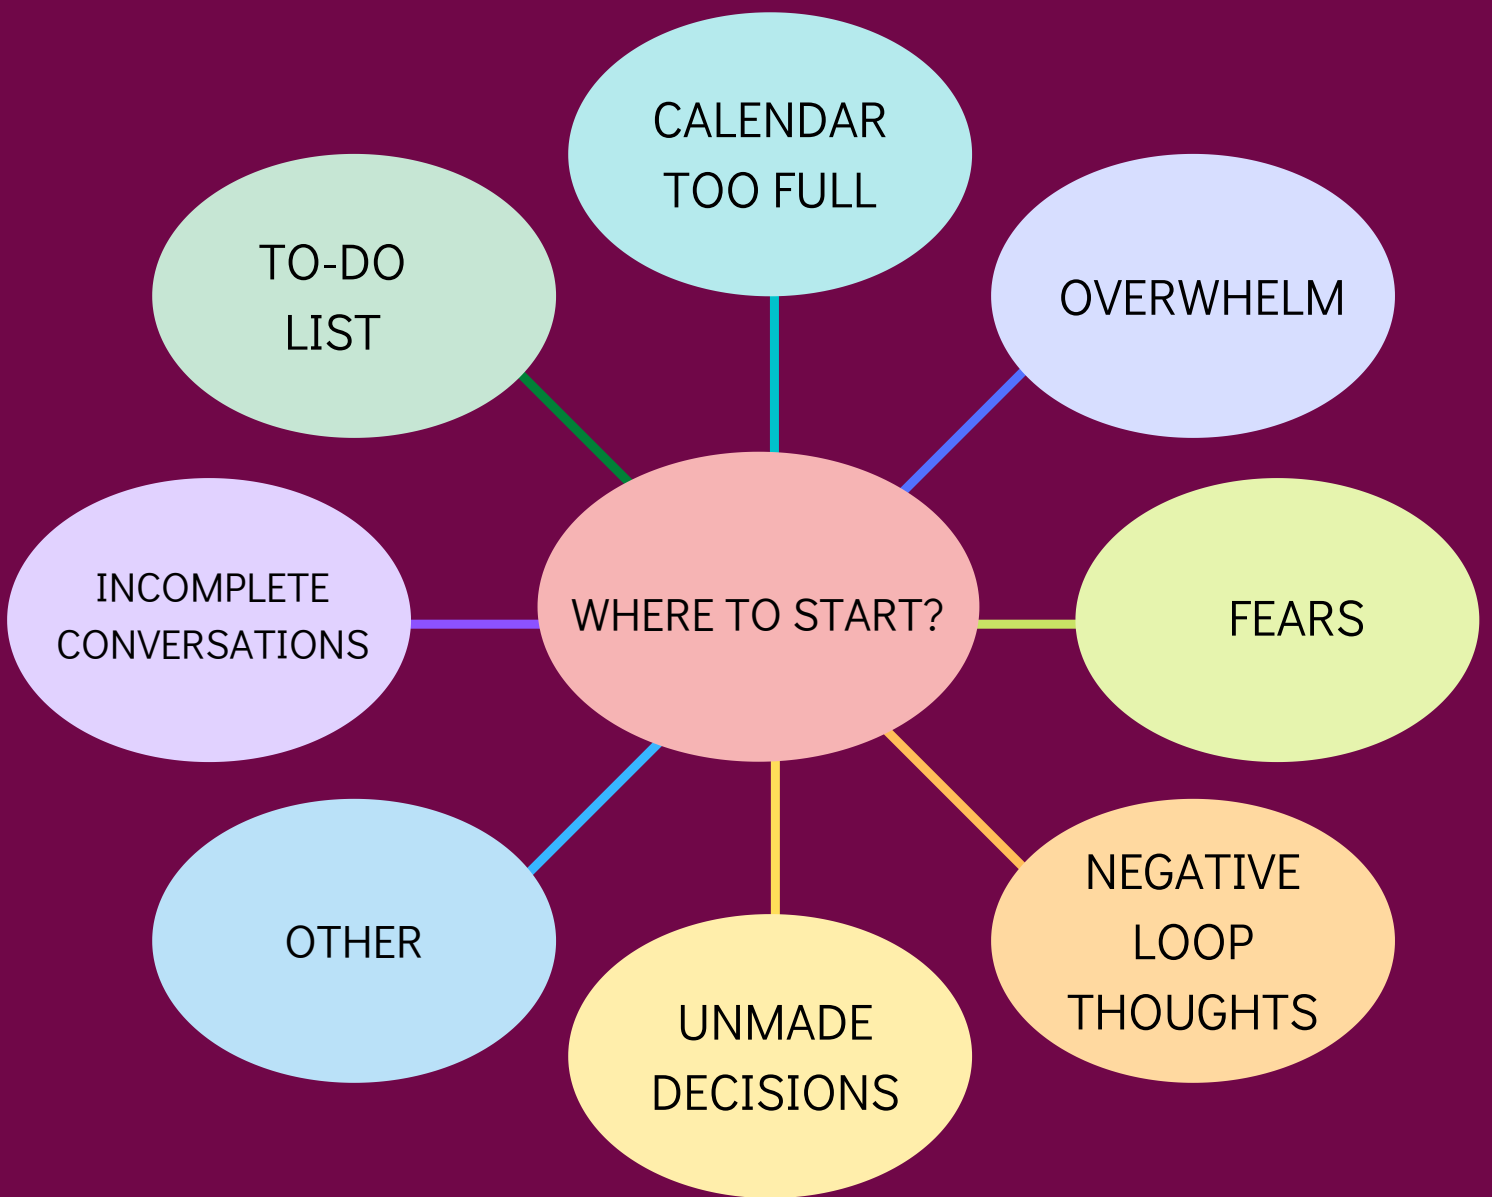 CALENDAR
TOO FULL
TO-DO
LIST
OVERWHELM
INCOMPLETE
CONVERSATIONS
WHERE TO START?
FEARS
OTHER
NEGATIVE
LOOP
THOUGHTS
UNMADE
DECISIONS